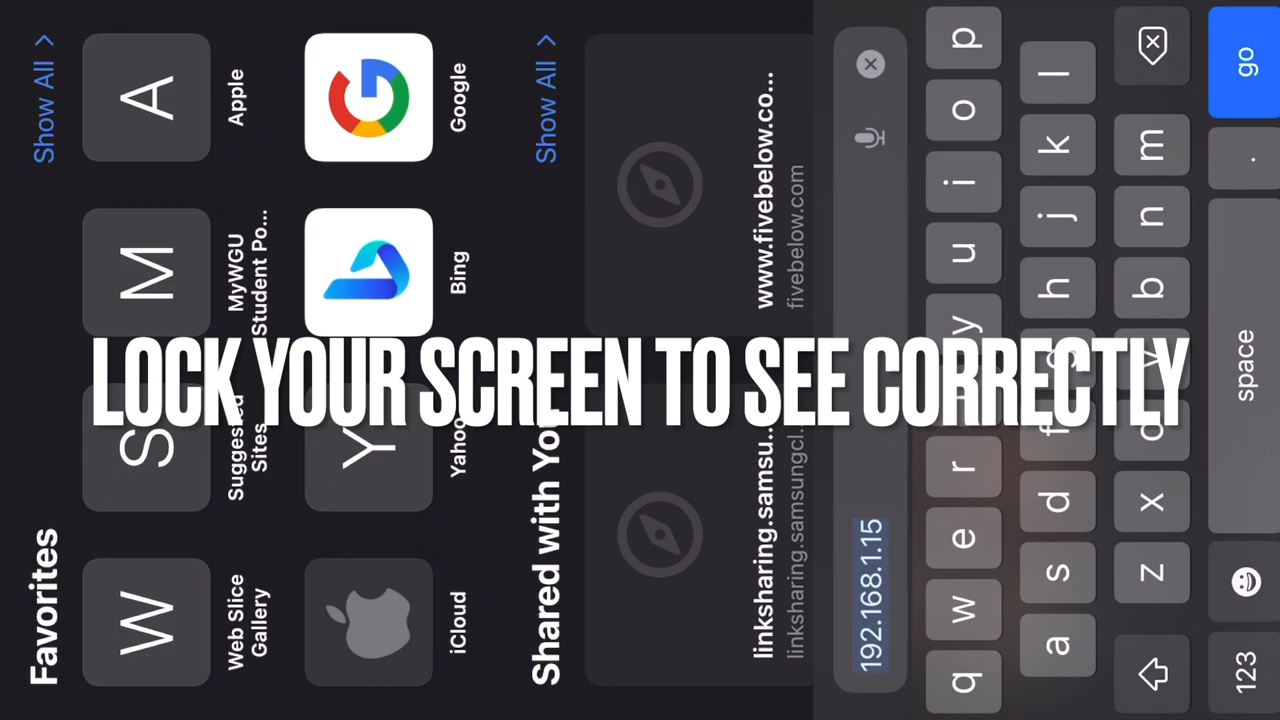 LOCK YOUR SCREEN TO SEE CORRECTLY
Favorites
Show All >
W
S
M
A
Web Slice
Gallery
Suggested
Sites
MyWGU
Student Po...
Apple
Y
iCloud
Yahoo
Bing
Google
Shared with You
Show All >
linksharing.samsu...
linksharing.samsungcl...
www.fivebelow.co...
fivebelow.com
192.168.1.15
q w e r y u i o p
a s d f g h j k l
z x c v b n m
123 space . go